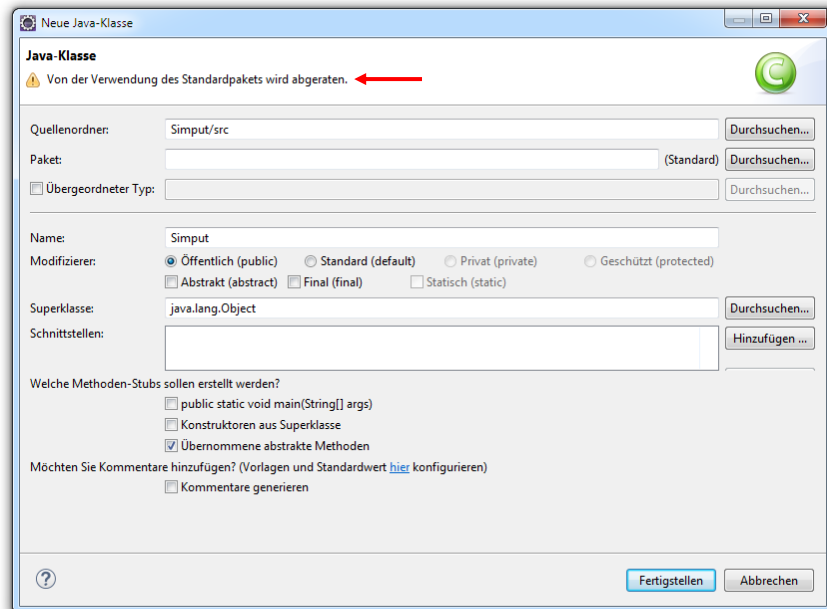 Neue Java-Klasse
Java-Klasse
Von der Verwendung des Standardpakets wird abgeraten.
Quellenordner: Simput/src Durchsuchen...
Paket: (Standard) Durchsuchen...
Übergeordneter Typ: Durchsuchen...
Name: Simput
Modifizierer: Öffentlich (public) Standard (default) Privat (private) Geschützt (protected)
Abstrakt (abstract) Final (final) Statisch (static)
Superklasse: java.lang.Object Durchsuchen...
Schnittstellen: Hinzufügen ...
Welche Methoden-Stubs sollen erstellt werden?
public static void main(String[] args)
Konstruktoren aus Superklasse
Übernommene abstrakte Methoden
Möchten Sie Kommentare hinzufügen? (Vorlagen und Standardwert hier konfigurieren)
Kommentare generieren
Fertigstellen Abbrechen